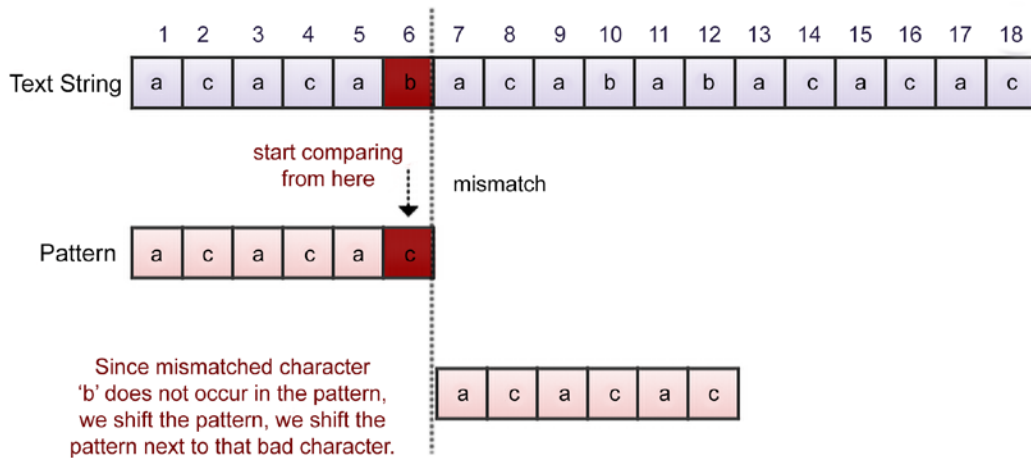 1 2 3 4 5 6 7 8 9 10 11 12 13 14 15 16 17 18
Text String a c a c a b a c a b a b a c a c a c
start comparing
from here
mismatch
Pattern a c a c a c
Since mismatched character
‘b’ does not occur in the pattern,
we shift the pattern, we shift the
pattern next to that bad character.
a c a c a c